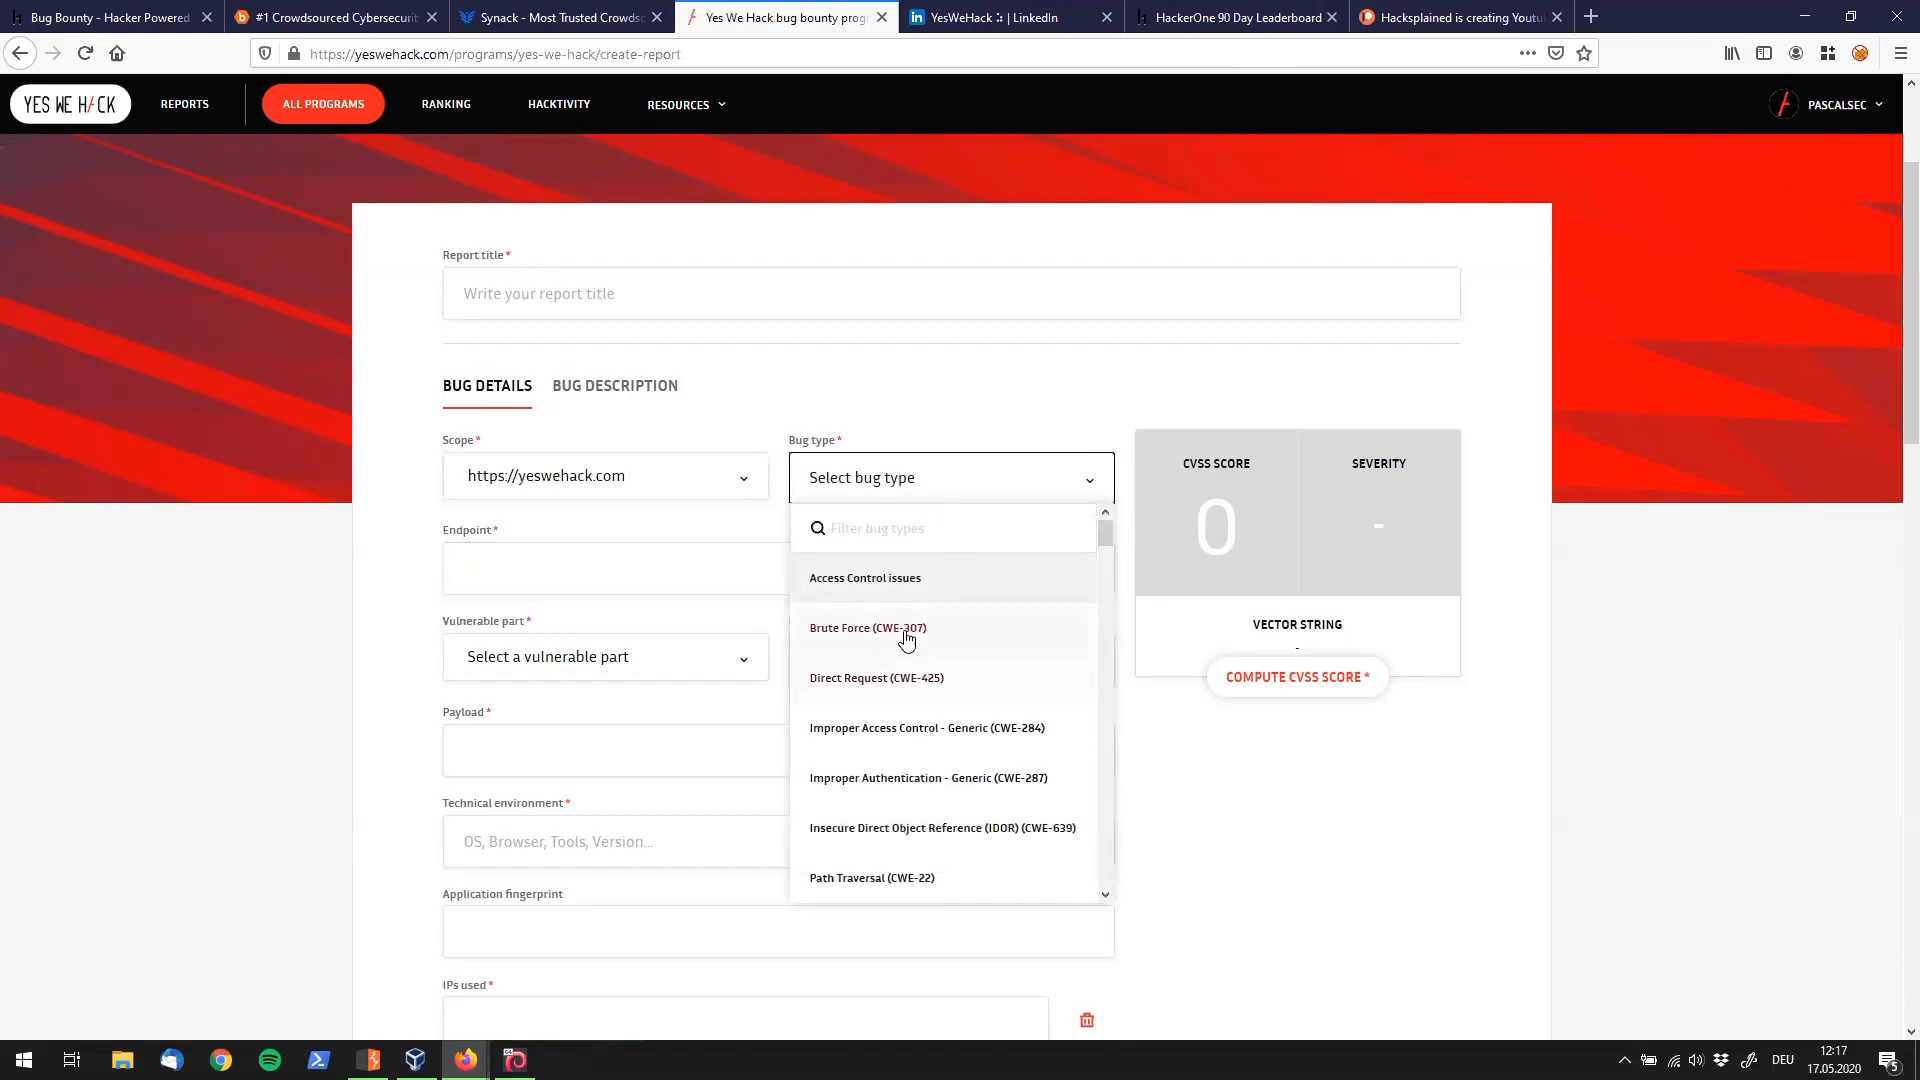 Bug Bounty - Hacker Powered
#1 Crowdsourced Cybersecurit
Synack - Most Trusted Crowds
Yes We Hack bug bounty prog
YesWeHack | LinkedIn
HackerOne 90 Day Leaderboard
Hacksplained is creating Youtu
https://yeswehack.com/programs/yes-we-hack/create-report
YES WE H/CK
REPORTS
ALL PROGRAMS
RANKING
HACKTIVITY
RESOURCES
PASCALSEC
Report title *
Write your report title
BUG DETAILS
BUG DESCRIPTION
Scope *
https://yeswehack.com
Bug type *
Select bug type
Filter bug types
Access Control issues
Brute Force (CWE-307)
Direct Request (CWE-425)
Improper Access Control - Generic (CWE-284)
Improper Authentication - Generic (CWE-287)
Insecure Direct Object Reference (IDOR) (CWE-639)
Path Traversal (CWE-22)
CVSS SCORE
0
SEVERITY
-
VECTOR STRING
-
COMPUTE CVSS SCORE *
Endpoint *
Vulnerable part *
Select a vulnerable part
Payload *
Technical environment *
OS, Browser, Tools, Version...
Application fingerprint
IPs used *
DEU
12:17
17.05.2020
5